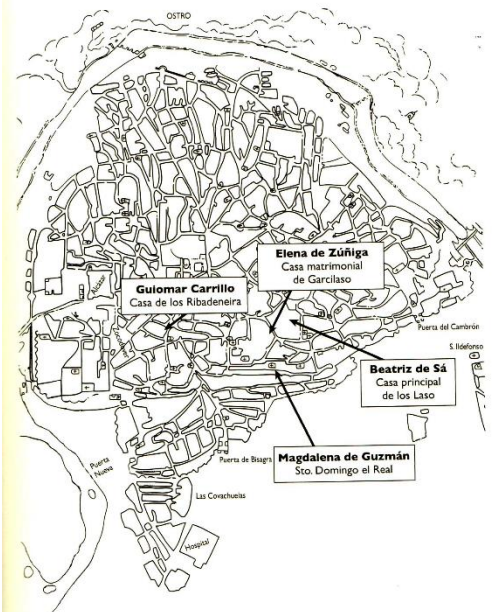 OSTRO
Elena de Zúñiga
Casa matrimonial
de Garcilaso
Guiomar Carrillo
Casa de los Ribadeneira
Alcázar
Puerta del Cambrón
S. Ildefonso
Beatriz de Sá
Casa principal
de los Laso
Magdalena de Guzmán
Sto. Domingo el Real
Puerta de Bisagra
Puerta
Nueva
Las Covachuelas
Hospital